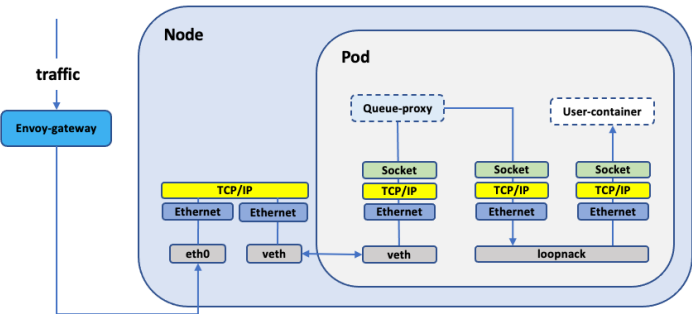 Node
Pod
traffic
Envoy-gateway
Queue-proxy
User-container
Socket
Socket
Socket
TCP/IP
TCP/IP
TCP/IP
TCP/IP
Ethernet
Ethernet
Ethernet
Ethernet
Ethernet
eth0
veth
veth
loopnack